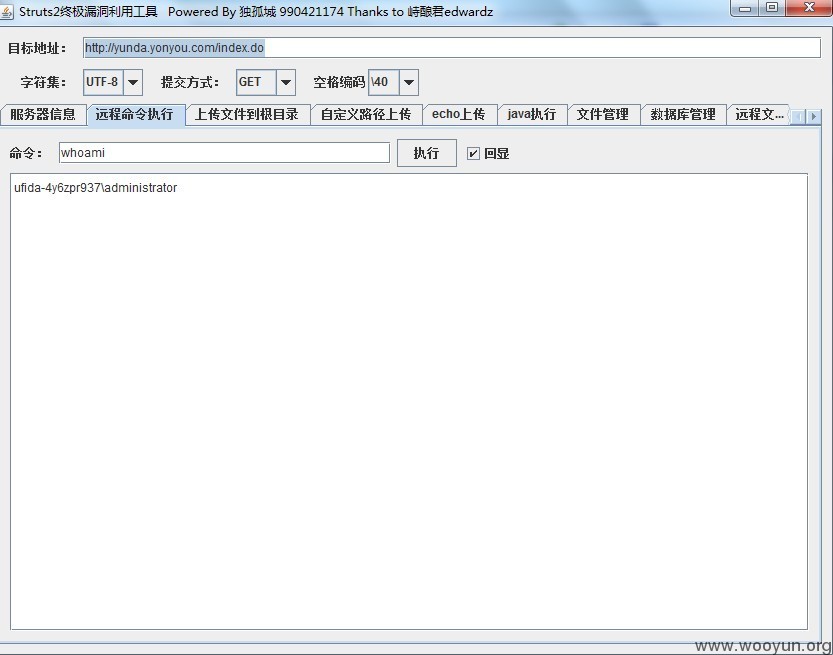 Struts2终极漏洞利用工具 Powered By 独孤城 990421174 Thanks to 峙酿君edwardz
目标地址: http://yunda.yonyou.com/index.do
字符集: UTF-8 提交方式: GET 空格编码 \40
服务器信息 远程命令执行 上传文件到根目录 自定义路径上传 echo上传 java执行 文件管理 数据库管理 远程文...
命令: whoami 执行 回显
ufida-4y6zpr937\administrator
www.wooyun.org